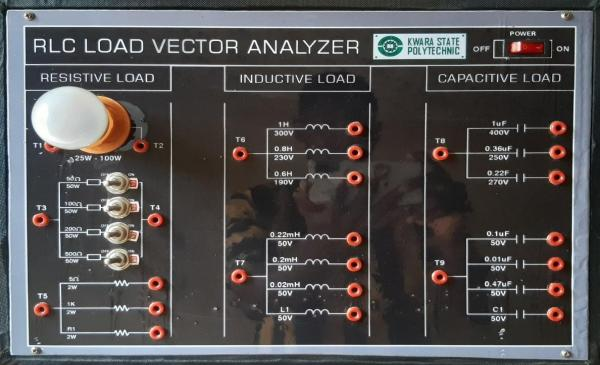 RLC LOAD VECTOR ANALYZER
KWARA STATE
POLYTECHNIC
POWER
OFF
ON
RESISTIVE LOAD
INDUCTIVE LOAD
CAPACITIVE LOAD
T1
T2
25W - 100W
T3
T4
50Ω
50W
100Ω
50W
200Ω
50W
500Ω
50W
T5
5Ω
2W
1K
2W
R1
2W
T6
1H
300V
0.8H
230V
0.6H
190V
T7
0.22mH
50V
0.2mH
50V
0.02mH
50V
L1
50V
T8
1uF
400V
0.36uF
250V
0.22F
270V
T9
0.1uF
50V
0.01uF
50V
0.47uF
50V
C1
50V